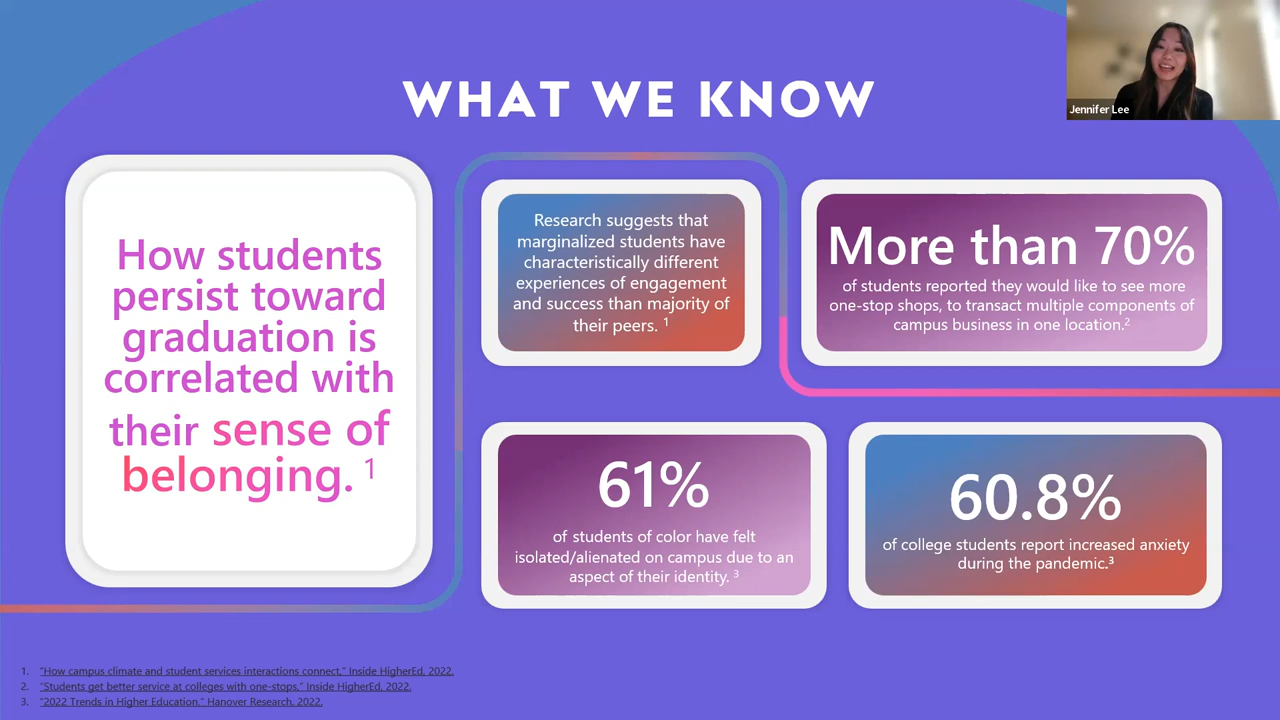 WHAT WE KNOW
Jennifer Lee
How students
persist toward
graduation is
correlated with
their sense of
belonging. 1
Research suggests that
marginalized students have
characteristically different
experiences of engagement
and success than majority of
their peers. 1
More than 70%
of students reported they would like to see more
one-stop shops, to transact multiple components of
campus business in one location.2
61%
of students of color have felt
isolated/alienated on campus due to an
aspect of their identity. 3
60.8%
of college students report increased anxiety
during the pandemic.3
1. "How campus climate and student services interactions connect," Inside HigherEd, 2022.
2. "Students get better service at colleges with one-stops," Inside HigherEd, 2022.
3. "2022 Trends in Higher Education," Hanover Research, 2022.